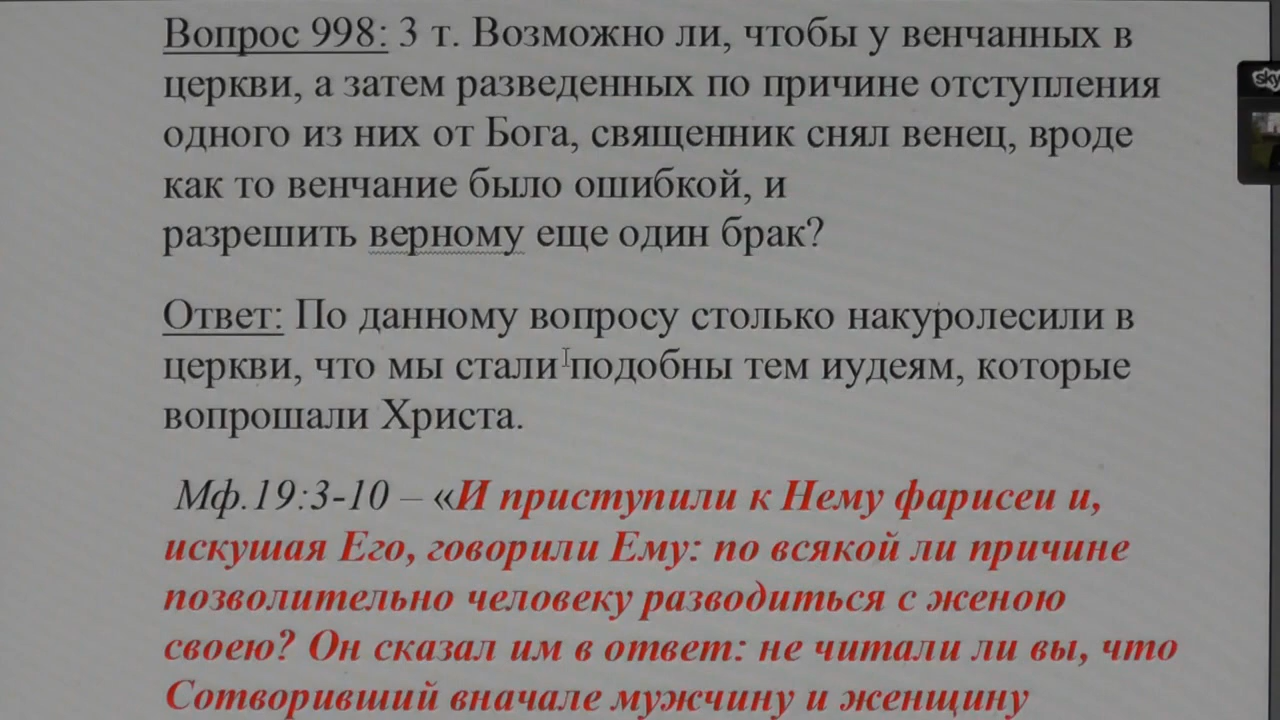 Вопрос 998: 3 т. Возможно ли, чтобы у венчанных в
церкви, а затем разведенных по причине отступления
одного из них от Бога, священник снял венец, вроде
как то венчание было ошибкой, и
разрешить верному еще один брак?
Ответ: По данному вопросу столько накуролесили в
церкви, что мы стали подобны тем иудеям, которые
вопрошали Христа.
Мф.19:3-10 – «И приступили к Нему фарисеи и,
искушая Его, говорили Ему: по всякой ли причине
позволительно человеку разводиться с женою
своею? Он сказал им в ответ: не читали ли вы, что
Сотворивший вначале мужчину и женщину
sky